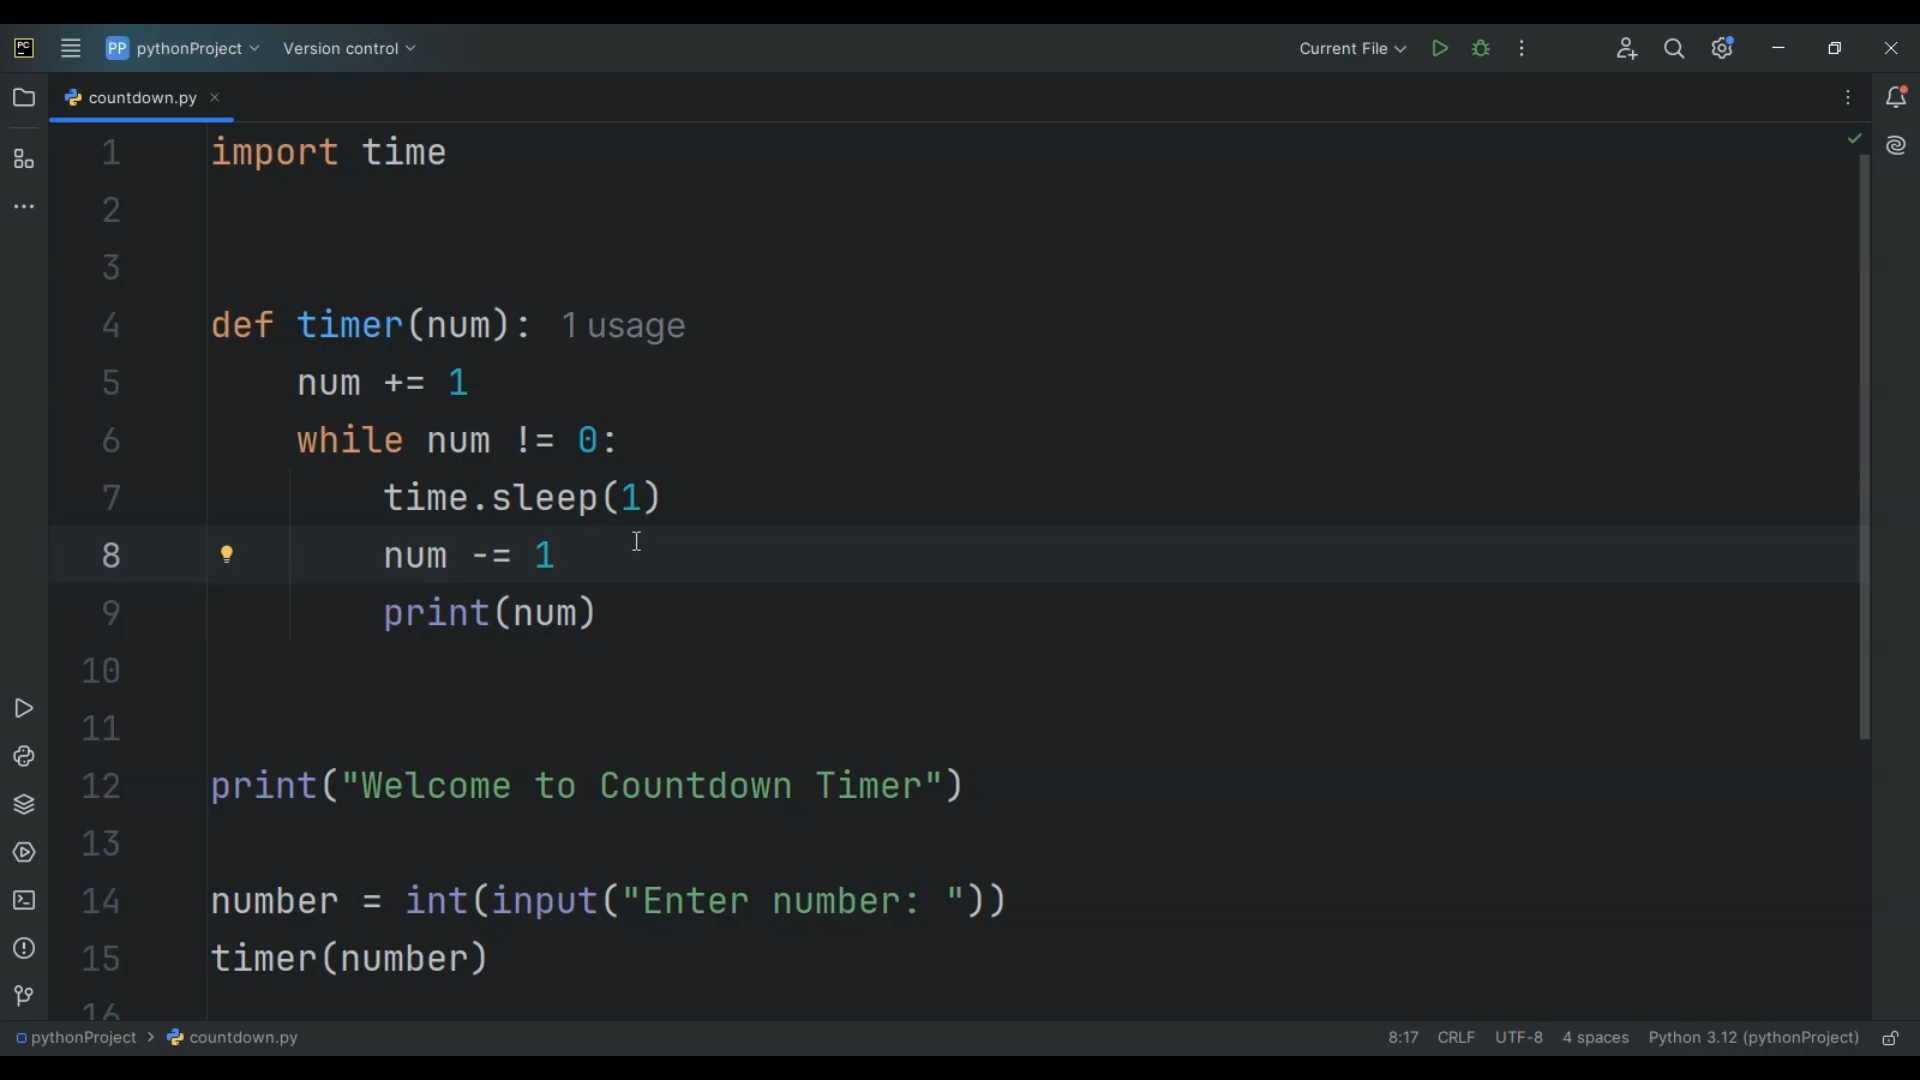 PC
PP pythonProject Version control Current File
countdown.py
1 import time
2
3
4 def timer(num): 1 usage
5 num += 1
6 while num != 0:
7 time.sleep(1)
8 num -= 1
9 print(num)
10
11
12 print("Welcome to Countdown Timer")
13
14 number = int(input("Enter number: "))
15 timer(number)
16
pythonProject > countdown.py 8:17 CRLF UTF-8 4 spaces Python 3.12 (pythonProject)